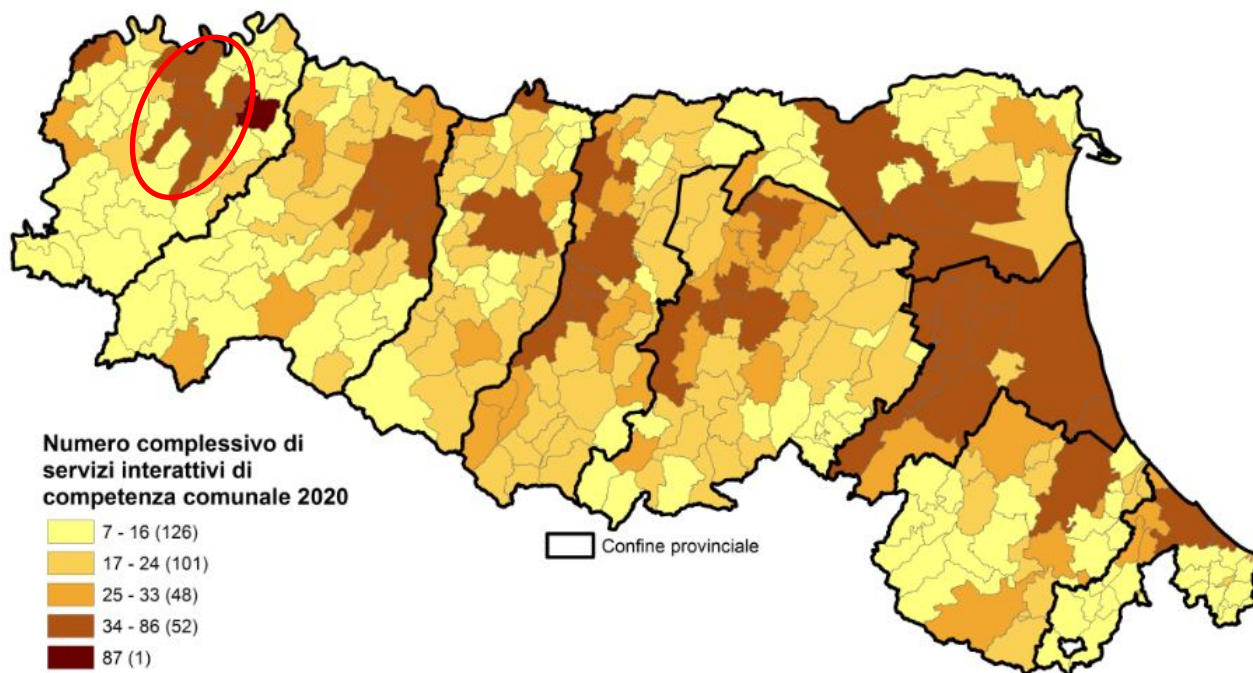 Numero complessivo di
servizi interattivi di
competenza comunale 2020
7 - 16 (126)
17 - 24 (101)
25 - 33 (48)
34 - 86 (52)
87 (1)
Confine provinciale